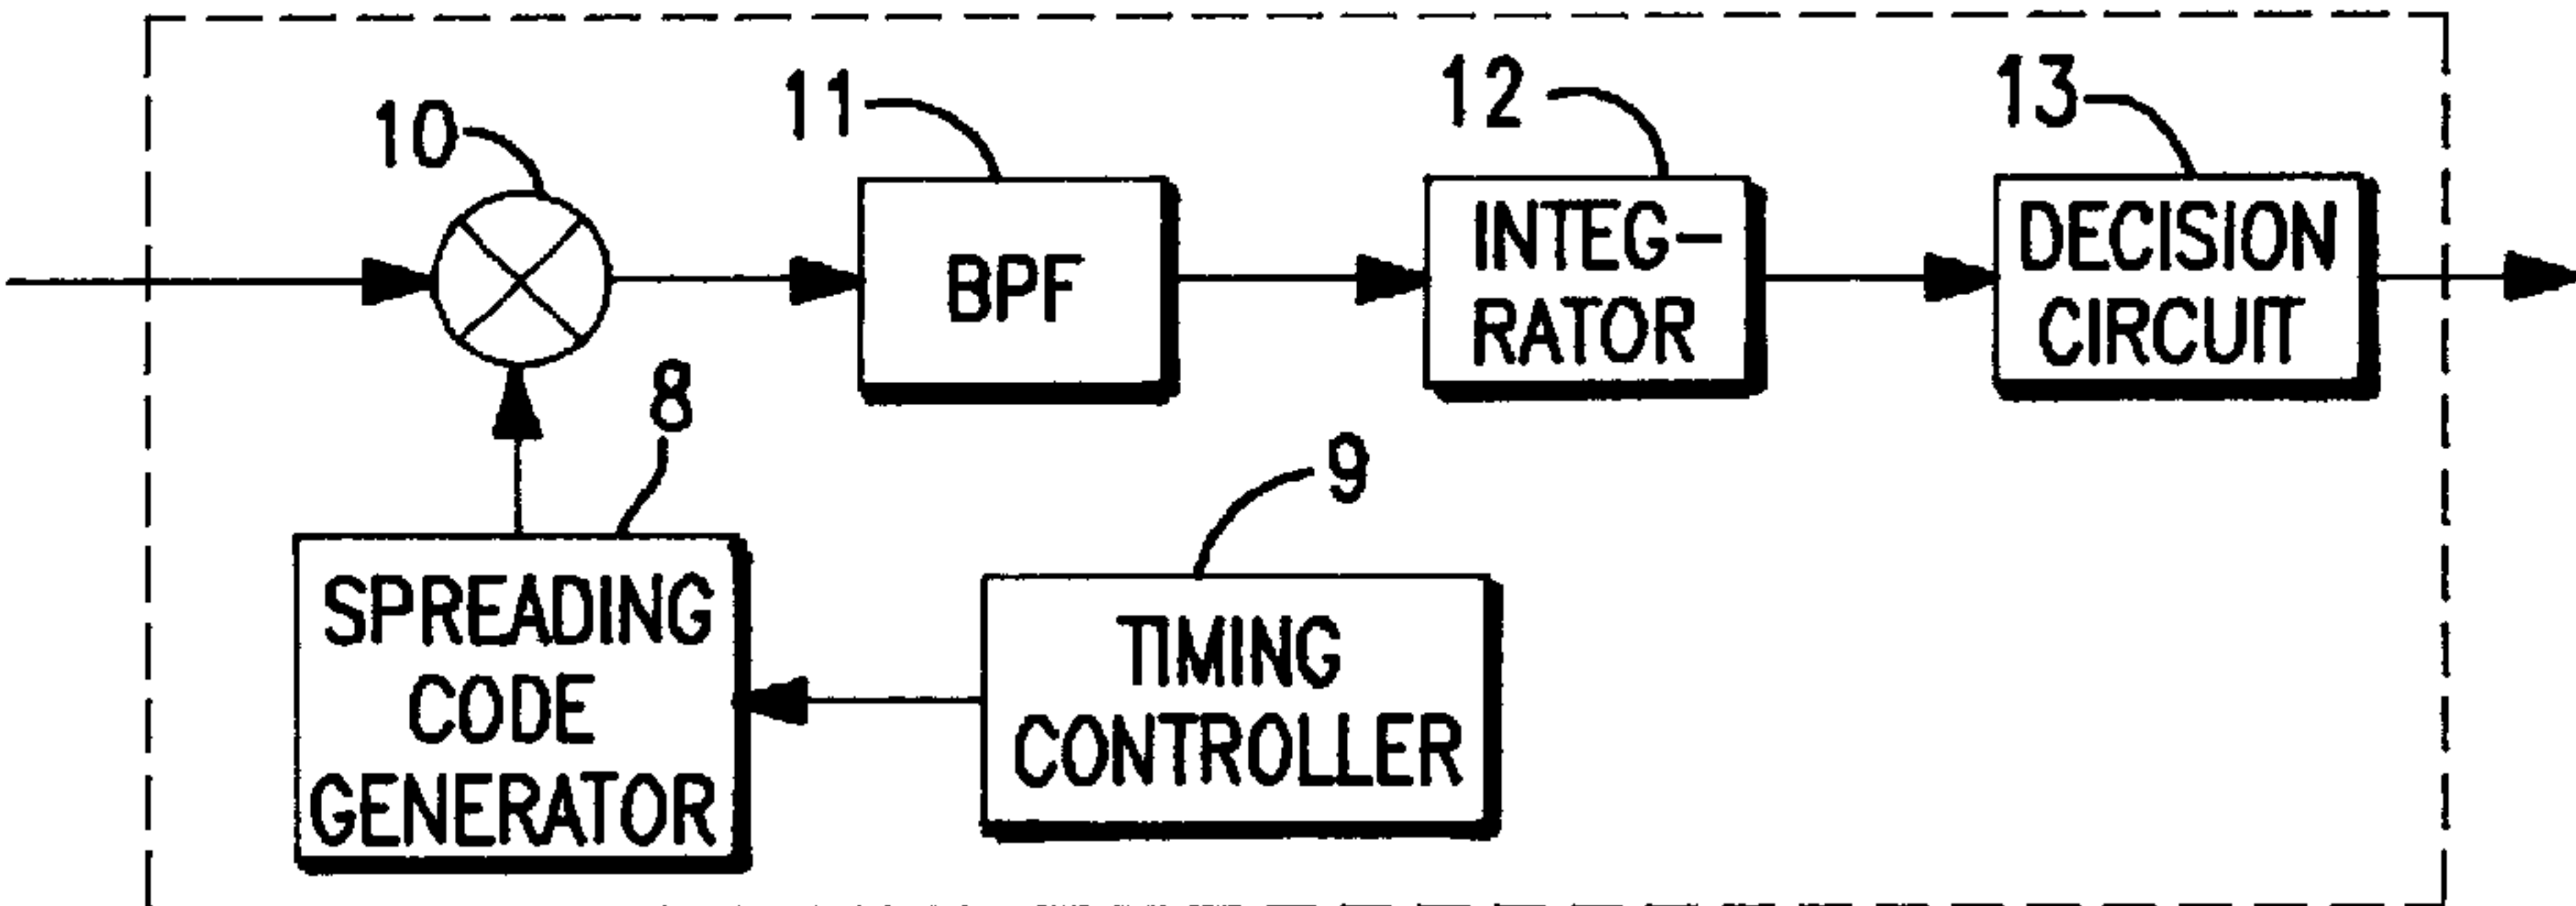 10
11
12
13
BPF
INTEG-
RATOR
DECISION
CIRCUIT
8
9
SPREADING
CODE
GENERATOR
TIMING
CONTROLLER